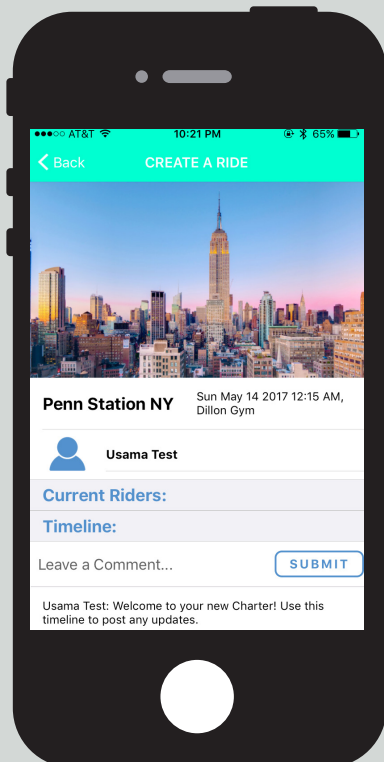 AT&T 10:21 PM 65%
Back CREATE A RIDE
Penn Station NY
Sun May 14 2017 12:15 AM,
Dillon Gym
Usama Test
Current Riders:
Timeline:
Leave a Comment... SUBMIT
Usama Test: Welcome to your new Charter! Use this
timeline to post any updates.